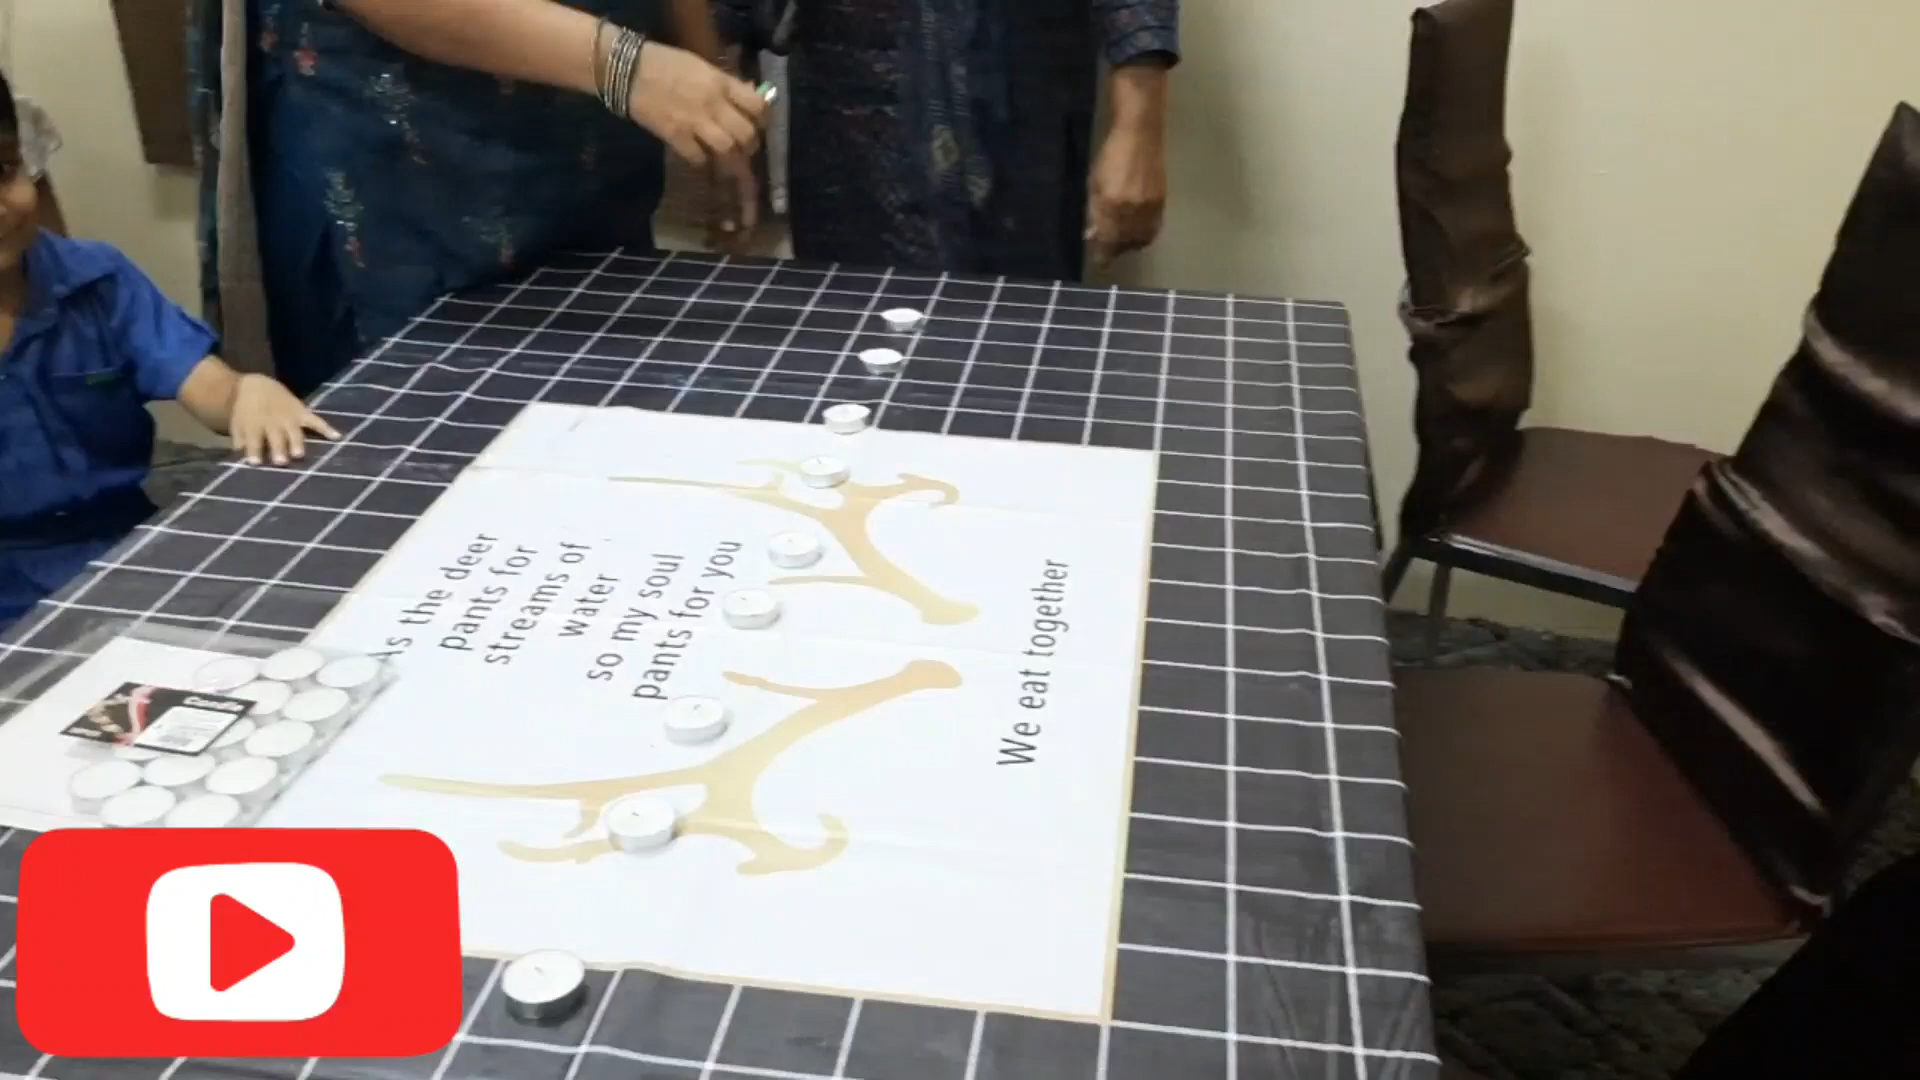 As the deer
pants for
streams of
water
so my soul
pants for you
We eat together